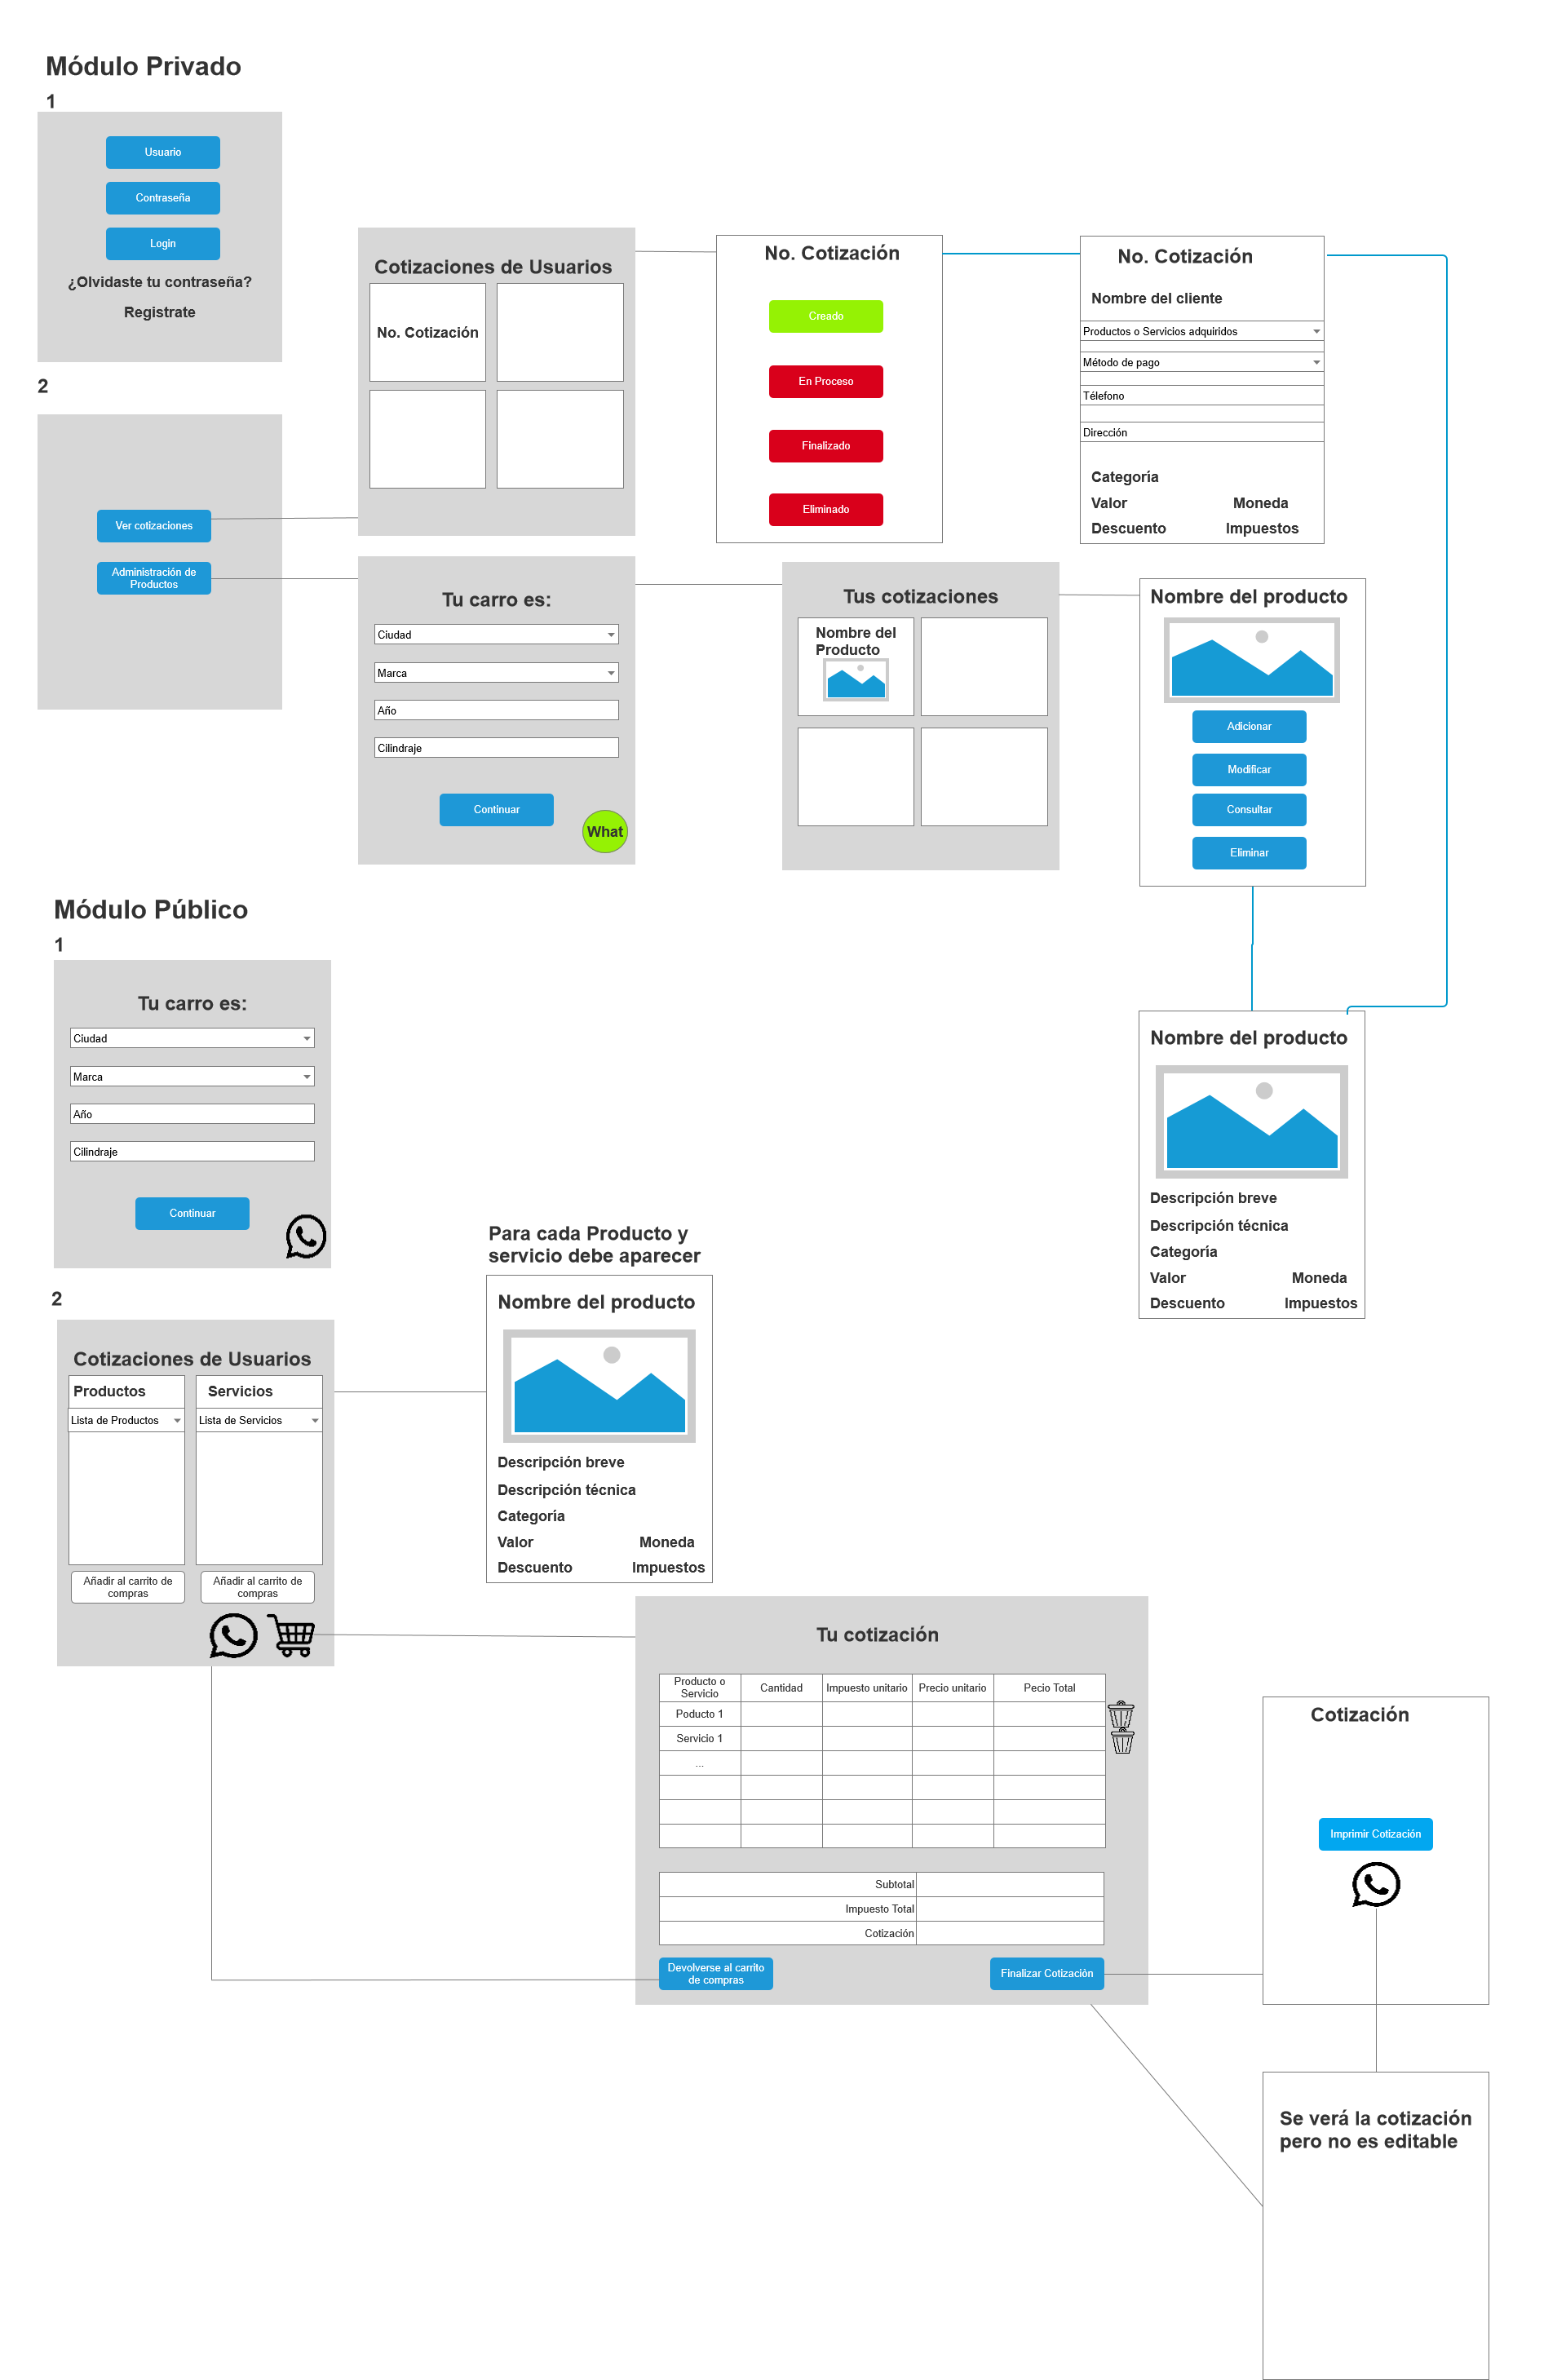 Módulo Privado
1
Usuario
Contraseña
Login
¿Olvidaste tu contraseña?
Registrate
2
Ver cotizaciones
Administración de
Productos
Cotizaciones de Usuarios
No. Cotización
No. Cotización
Creado
En Proceso
Finalizado
Eliminado
No. Cotización
Nombre del cliente
Productos o Servicios adquiridos
Método de pago
Télefono
Dirección
Categoría
Valor Moneda
Descuento Impuestos
Tu carro es:
Ciudad
Marca
Año
Cilindraje
Continuar
What
Tus cotizaciones
Nombre del
Producto
Nombre del producto
Adicionar
Modificar
Consultar
Eliminar
Nombre del producto
Descripción breve
Descripción técnica
Categoría
Valor Moneda
Descuento Impuestos
Módulo Público
1
Tu carro es:
Ciudad
Marca
Año
Cilindraje
Continuar
2
Cotizaciones de Usuarios
Productos Servicios
Lista de Productos Lista de Servicios
Añadir al carrito de
compras
Añadir al carrito de
compras
Para cada Producto y
servicio debe aparecer
Nombre del producto
Descripción breve
Descripción técnica
Categoría
Valor Moneda
Descuento Impuestos
Tu cotización
Producto o
Servicio
Cantidad Impuesto unitario Precio unitario Pecio Total
Poducto 1
Servicio 1
...
Subtotal
Impuesto Total
Cotización
Devolverse al carrito
de compras
Finalizar Cotización
Cotización
Imprimir Cotización
Se verá la cotización
pero no es editable